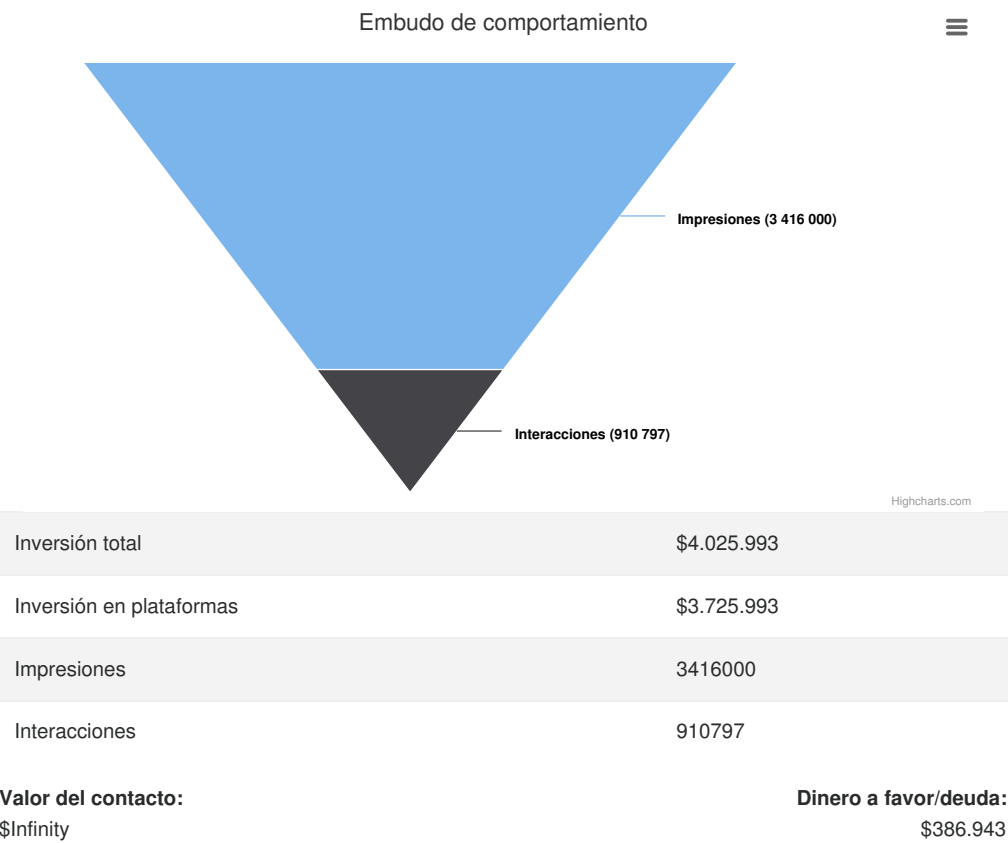 Embudo de comportamiento
Impresiones (3 416 000)
Interacciones (910 797)
Highcharts.com
Inversión total $4.025.993
Inversión en plataformas $3.725.993
Impresiones 3416000
Interacciones 910797
Valor del contacto: Dinero a favor/deuda:
$Infinity $386.943